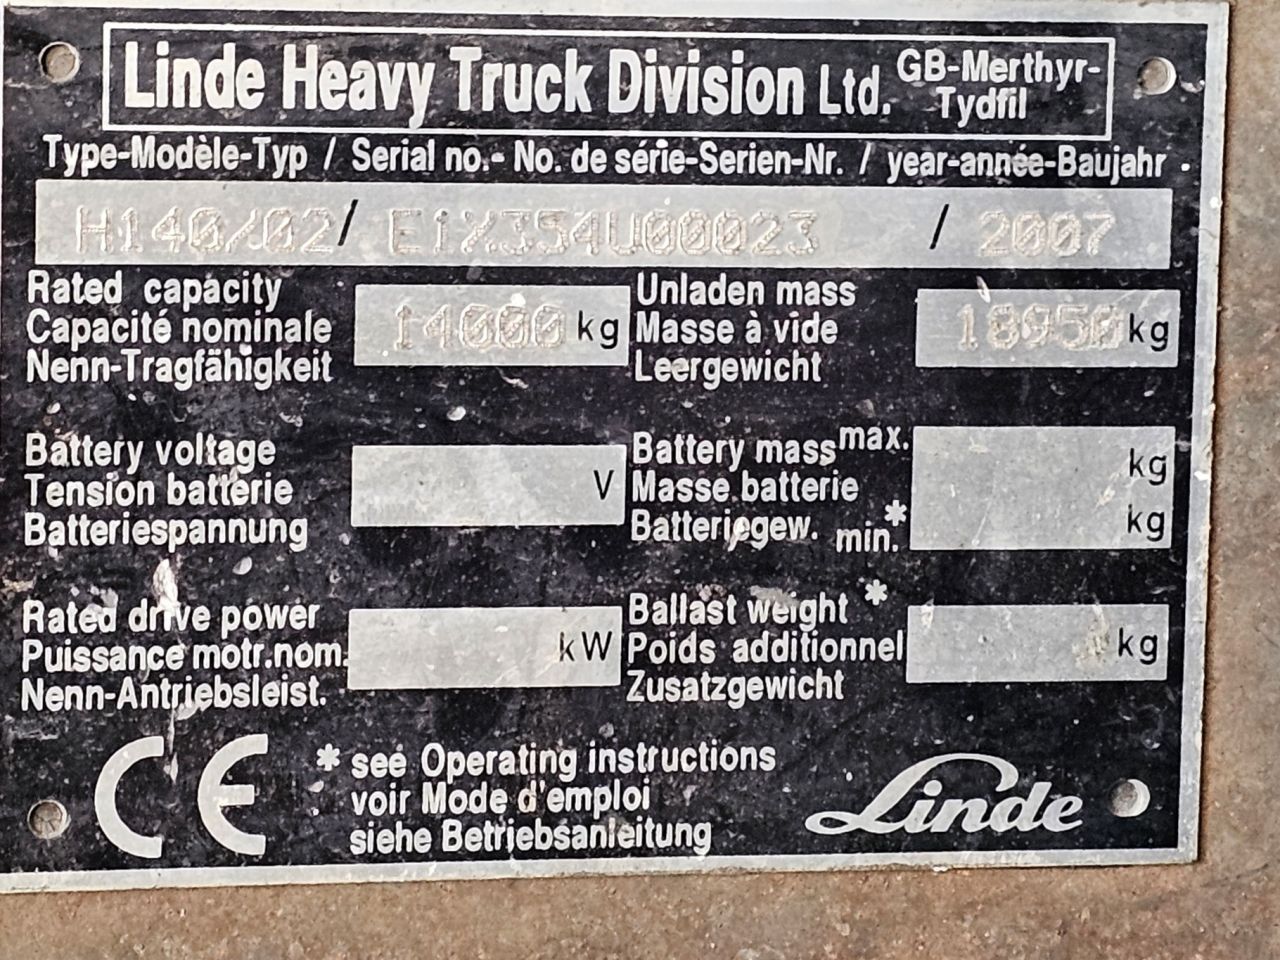 Linde Heavy Truck Division Ltd. GB-Merthyr-Tydfil
Type-Modèle-Typ / Serial no.- No. de série-Serien-Nr. / year-année-Baujahr
H140/02 / E1X354U00023 / 2007
Rated capacity
Capacité nominale
Nenn-Tragfähigkeit
14000 kg
Unladen mass
Masse à vide
Leergewicht
18950 kg
Battery voltage
Tension batterie
Batteriespannung
V
Battery mass max.
Masse batterie
Batteriegew. min.*
kg
kg
Rated drive power
Puissance motr.nom.
Nenn-Antriebsleist.
kW
Ballast weight *
Poids additionnel
Zusatzgewicht
kg
CE
* see Operating instructions
voir Mode d'emploi
siehe Betriebsanleitung
Linde